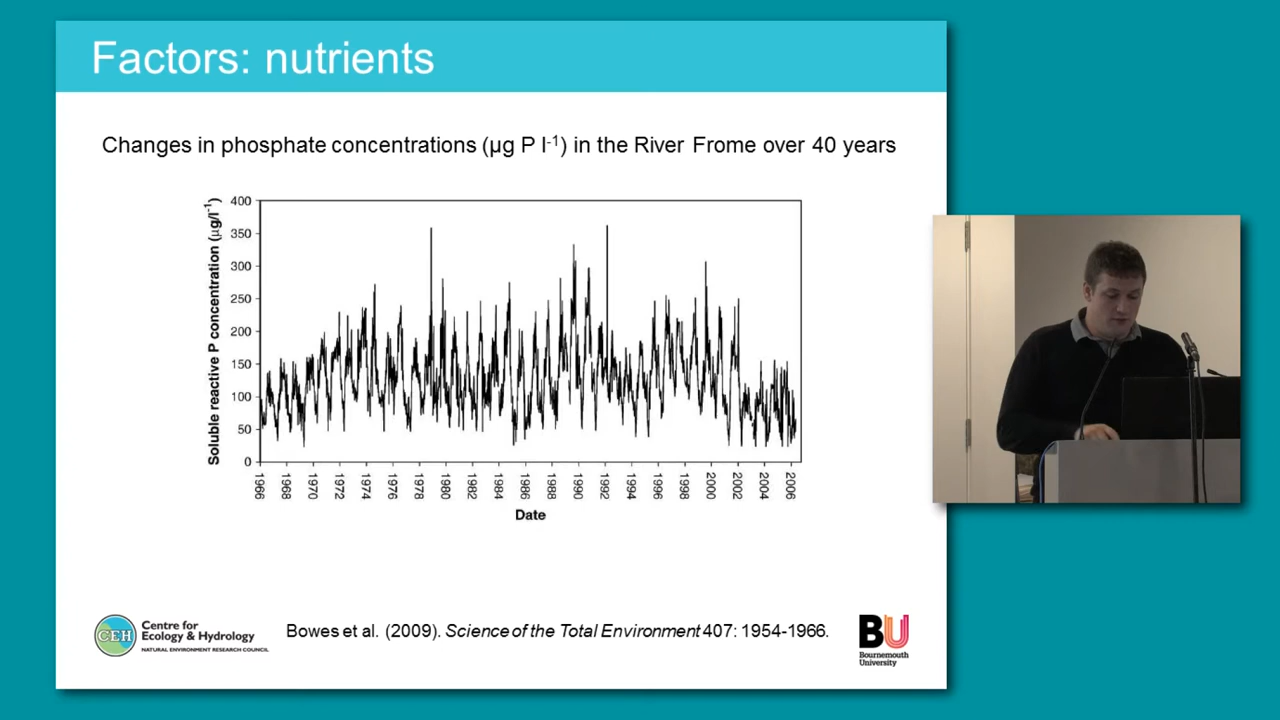 Factors: nutrients
Changes in phosphate concentrations (µg P l-1) in the River Frome over 40 years
Soluble reactive P concentration (µg/l-1)
400
350
300
250
200
150
100
50
0
1966 1968 1970 1972 1974 1976 1978 1980 1982 1984 1986 1988 1990 1992 1994 1996 1998 2000 2002 2004 2006
Date
CEH
Centre for
Ecology & Hydrology
NATURAL ENVIRONMENT RESEARCH COUNCIL
Bowes et al. (2009). Science of the Total Environment 407: 1954-1966.
BU
Bournemouth
University